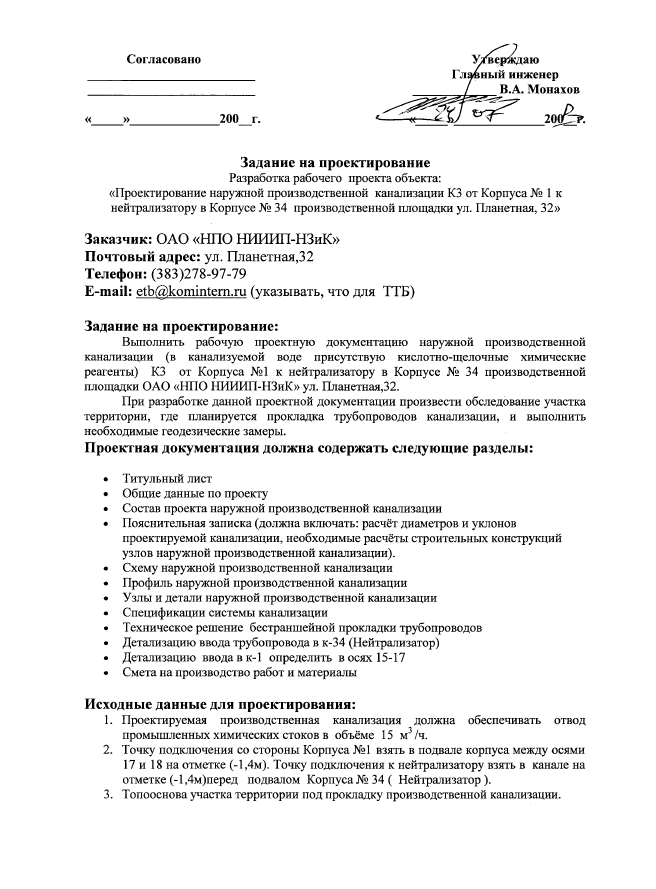 Согласовано
Утверждаю
Главный инженер
В.А. Монахов
«_____»______________200__г.
« 24 » 07 200 г.
Задание на проектирование
Разработка рабочего проекта объекта:
«Проектирование наружной производственной канализации К3 от Корпуса № 1 к
нейтрализатору в Корпусе № 34 производственной площадки ул. Планетная, 32»
Заказчик: ОАО «НПО НИИИП-НЗиК»
Почтовый адрес: ул. Планетная,32
Телефон: (383)278-97-79
E-mail: etb@komintern.ru (указывать, что для ТТБ)
Задание на проектирование:
Выполнить рабочую проектную документацию наружной производственной
канализации (в канализуемой воде присутствую кислотно-щелочные химические
реагенты) К3 от Корпуса №1 к нейтрализатору в Корпусе № 34 производственной
площадки ОАО «НПО НИИИП-НЗиК» ул. Планетная,32.
При разработке данной проектной документации произвести обследование участка
территории, где планируется прокладка трубопроводов канализации, и выполнить
необходимые геодезические замеры.
Проектная документация должна содержать следующие разделы:
• Титульный лист
• Общие данные по проекту
• Состав проекта наружной производственной канализации
• Пояснительная записка (должна включать: расчёт диаметров и уклонов
проектируемой канализации, необходимые расчёты строительных конструкций
узлов наружной производственной канализации).
• Схему наружной производственной канализации
• Профиль наружной производственной канализации
• Узлы и детали наружной производственной канализации
• Спецификации системы канализации
• Техническое решение бестраншейной прокладки трубопроводов
• Детализацию ввода трубопровода в к-34 (Нейтрализатор)
• Детализацию ввода в к-1 определить в осях 15-17
• Смета на производство работ и материалы
Исходные данные для проектирования:
1. Проектируемая производственная канализация должна обеспечивать отвод
промышленных химических стоков в объёме 15 м³/ч.
2. Точку подключения со стороны Корпуса №1 взять в подвале корпуса между осями
17 и 18 на отметке (-1,4м). Точку подключения к нейтрализатору взять в канале на
отметке (-1,4м)перед подвалом Корпуса № 34 ( Нейтрализатор ).
3. Топооснова участка территории под прокладку производственной канализации.